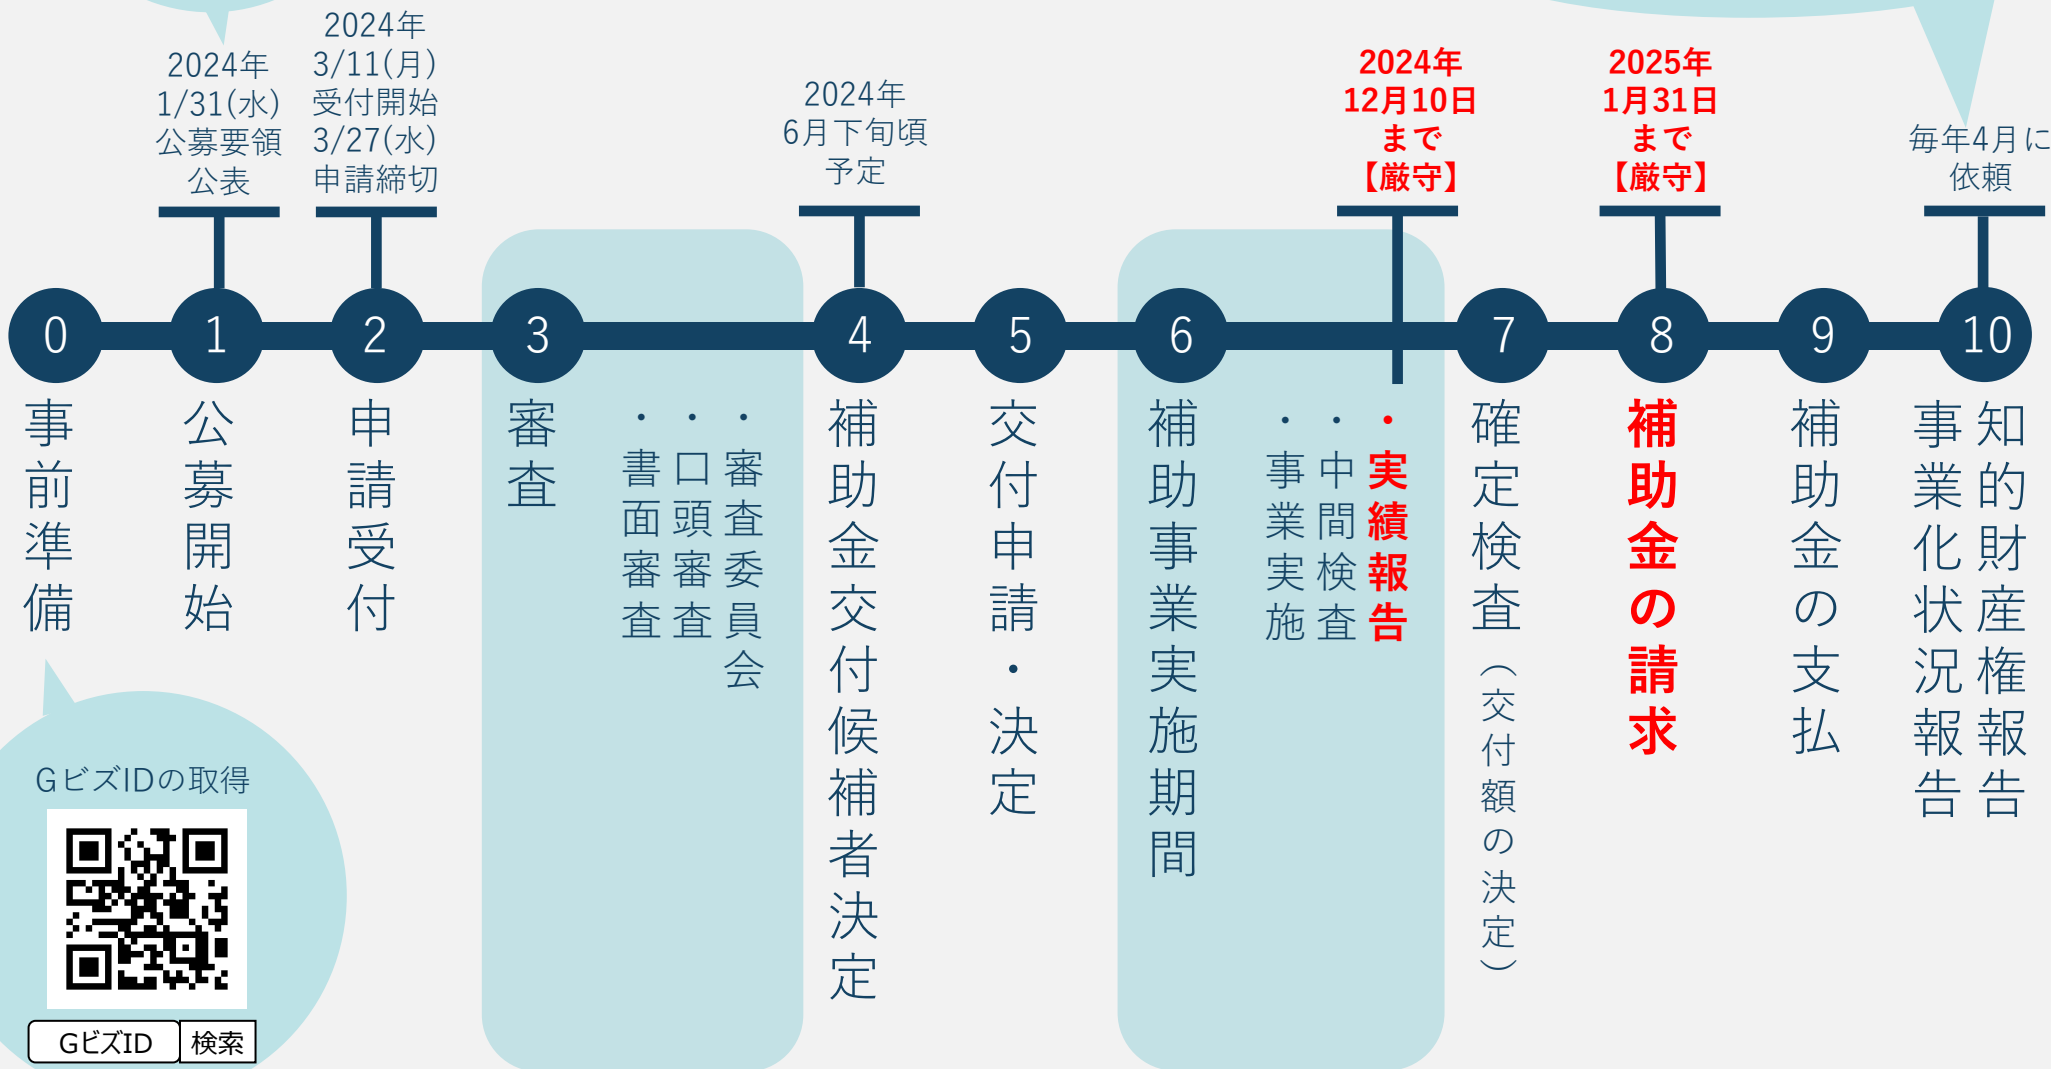 2024年
1/31(水)
公募要領
公表
2024年
3/11(月)
受付開始
3/27(水)
申請締切
2024年
6月下旬頃
予定
2024年
12月10日
まで
【厳守】
2025年
1月31日
まで
【厳守】
毎年4月に
依頼
0
事前準備
1
公募開始
2
申請受付
3
審査
・書面審査
・口頭審査
・審査委員会
4
補助金交付候補者決定
5
交付申請・決定
6
補助事業実施期間
・事業実施
・中間検査
・実績報告
7
確定検査（交付額の決定）
8
補助金の請求
9
補助金の支払
10
知的財産権報告
事業化状況報告
GビズIDの取得
GビズID 検索